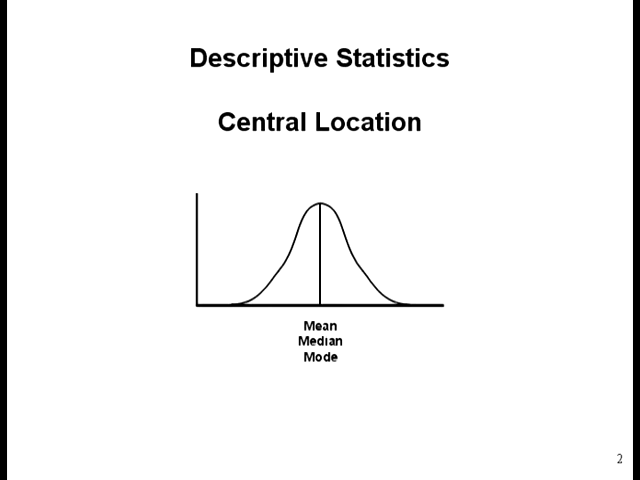 Descriptive Statistics
Central Location
Mean
Median
Mode
2